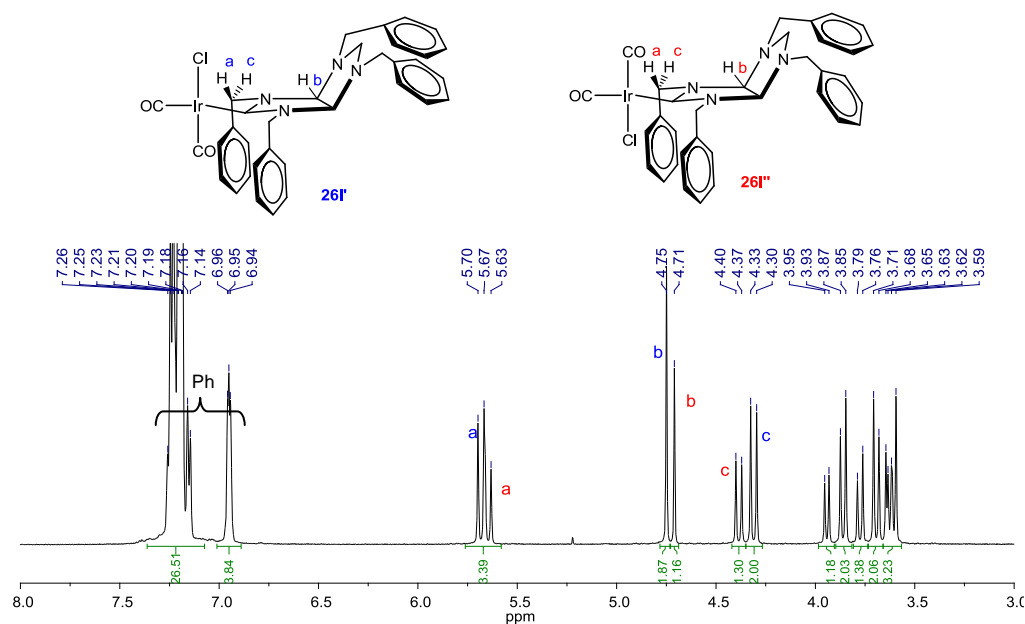 Cl
a c
H H
H b
N
N
N
N
OC Ir
CO
26l'
CO
a c
H H
H b
N
N
N
N
OC Ir
Cl
26l"
7.26 7.25 7.23 7.21 7.20 7.19 7.18 7.16 7.14 6.96 6.95 6.94 5.70 5.67 5.63 4.75 4.71 4.40 4.37 4.33 4.30 3.95 3.93 3.87 3.85 3.79 3.76 3.71 3.68 3.65 3.63 3.62 3.59
Ph
b
b
a
c
c
a
26.51 3.84 3.39 1.87 1.16 1.30 2.00 1.18 2.03 1.38 2.06 3.23
8.0 7.5 7.0 6.5 6.0 5.5 5.0 4.5 4.0 3.5 3.0
ppm